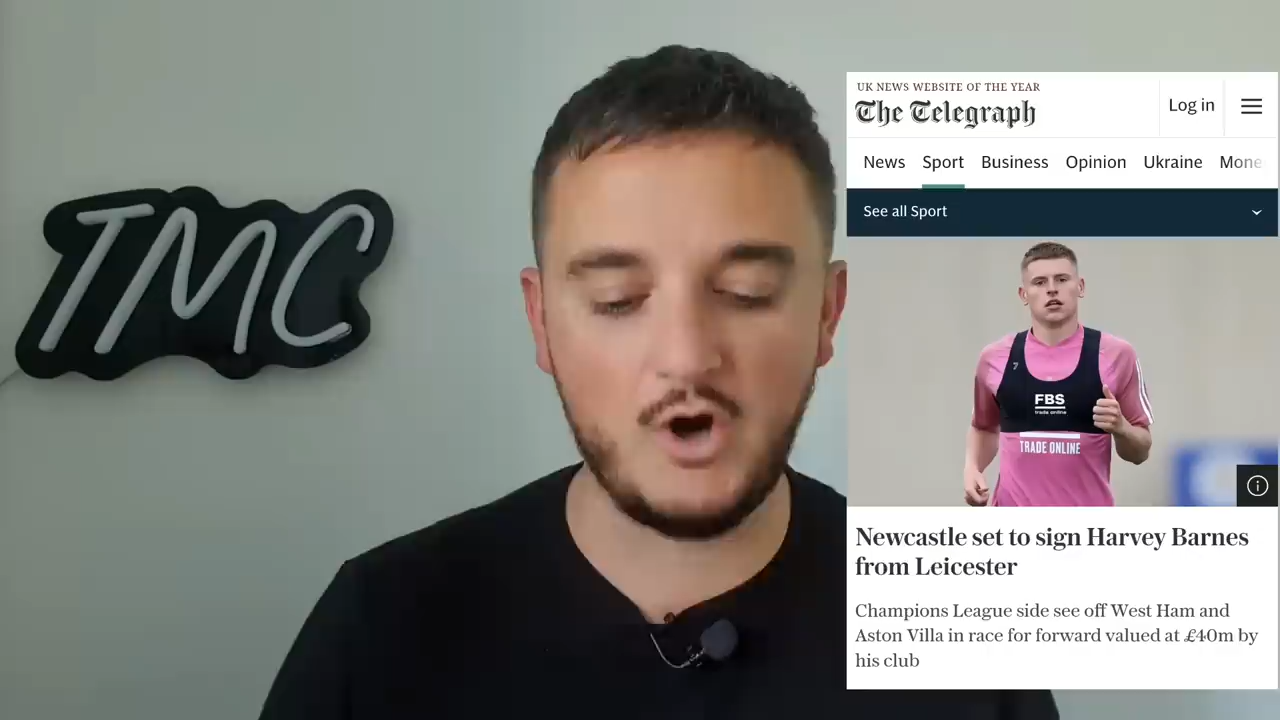 TMC
UK NEWS WEBSITE OF THE YEAR
The Telegraph
Log in
News Sport Business Opinion Ukraine Mone
See all Sport
7
FBS
trade online
TRADE ONLINE
Newcastle set to sign Harvey Barnes
from Leicester
Champions League side see off West Ham and
Aston Villa in race for forward valued at £40m by
his club